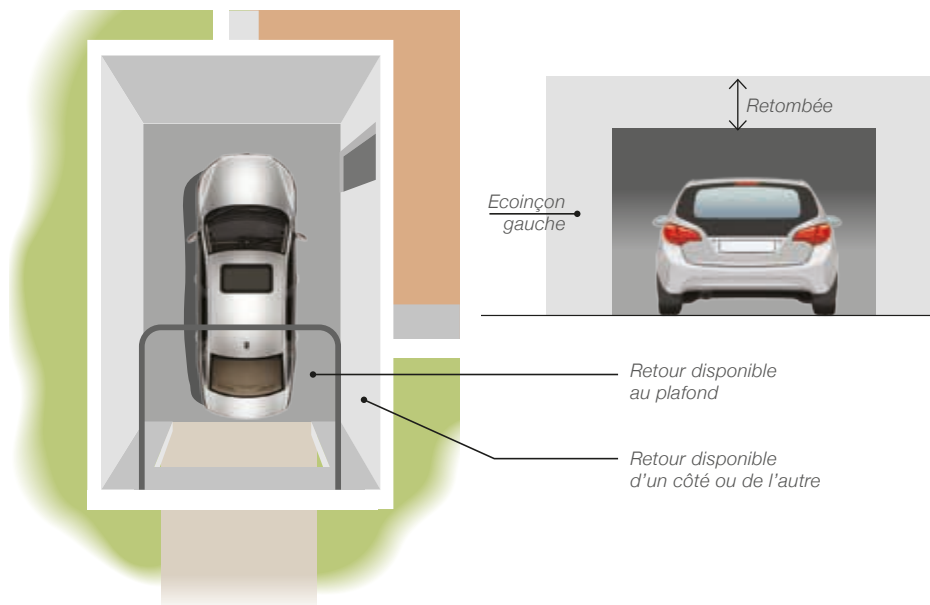 Retombée
Ecoinçon
gauche
Retour disponible
au plafond
Retour disponible
d’un côté ou de l’autre